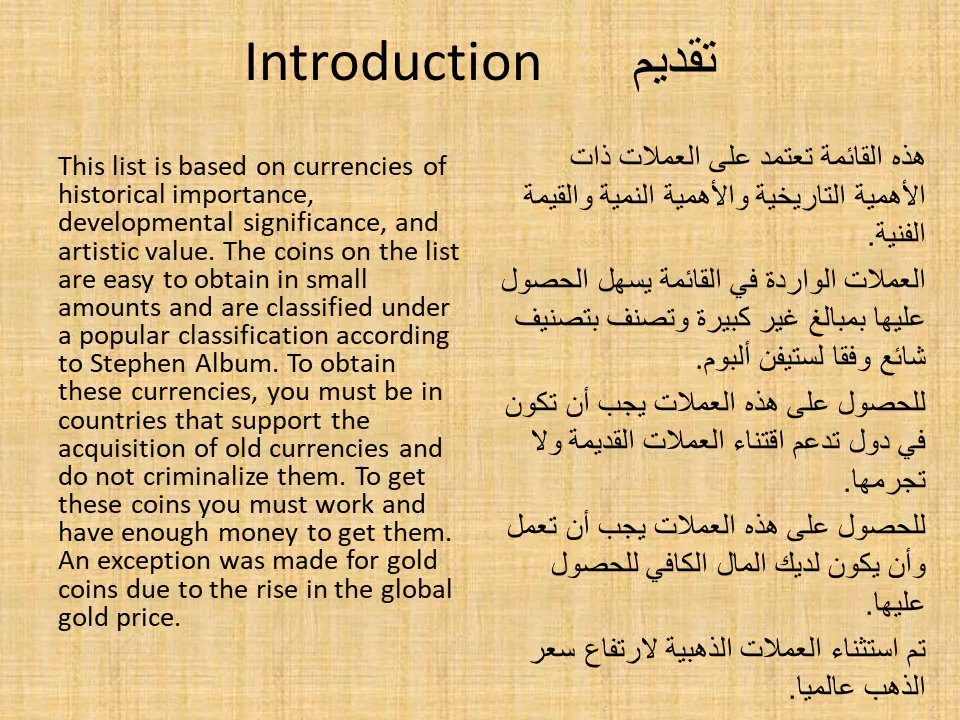 Introduction تقديم
This list is based on currencies of
historical importance,
developmental significance, and
artistic value. The coins on the list
are easy to obtain in small
amounts and are classified under
a popular classification according
to Stephen Album. To obtain
these currencies, you must be in
countries that support the
acquisition of old currencies and
do not criminalize them. To get
these coins you must work and
have enough money to get them.
An exception was made for gold
coins due to the rise in the global
gold price.
هذه القائمة تعتمد على العملات ذات
الأهمية التاريخية والأهمية النمية والقيمة
الفنية.
العملات الواردة في القائمة يسهل الحصول
عليها بمبالغ غير كبيرة وتصنف بتصنيف
شائع وفقا لستيفن ألبوم.
للحصول على هذه العملات يجب أن تكون
في دول تدعم اقتناء العملات القديمة ولا
تجرمها.
للحصول على هذه العملات يجب أن تعمل
وأن يكون لديك المال الكافي للحصول
عليها.
تم استثناء العملات الذهبية لارتفاع سعر
الذهب عالميا.